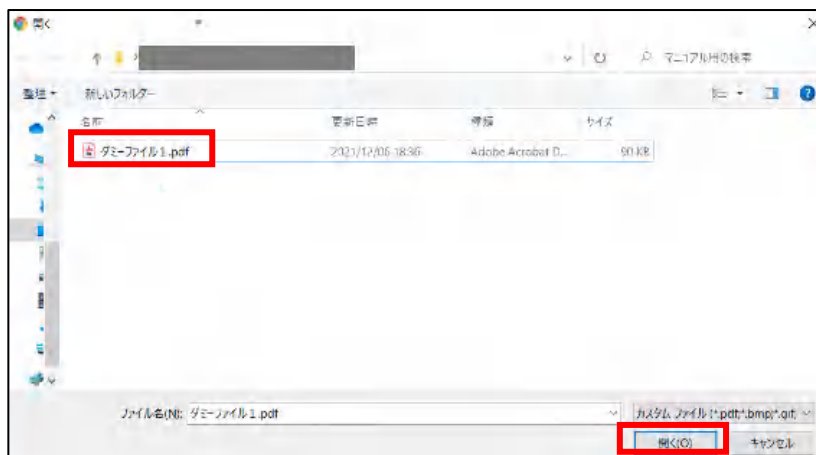 開く
マニュアル用の検索
整理
新しいフォルダー
名前 更新日時 種類 サイズ
ダミーファイル1.pdf 2021/12/06 18:36 Adobe Acrobat D... 90 KB
ファイル名(N): ダミーファイル1.pdf カスタム ファイル (*.pdf;*.bmp;*.gif;
開く(O) キャンセル